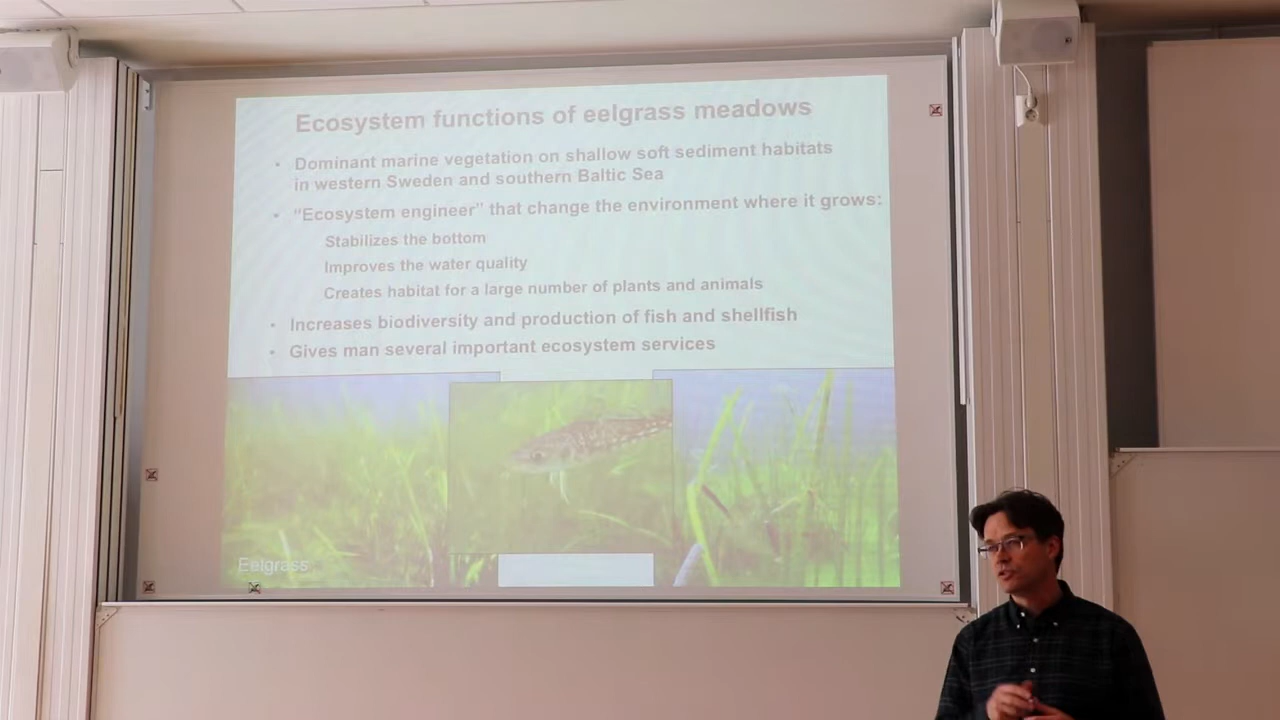 Ecosystem functions of eelgrass meadows
• Dominant marine vegetation on shallow soft sediment habitats
in western Sweden and southern Baltic Sea
• “Ecosystem engineer” that change the environment where it grows:
Stabilizes the bottom
Improves the water quality
Creates habitat for a large number of plants and animals
• Increases biodiversity and production of fish and shellfish
• Gives man several important ecosystem services
Eelgrass